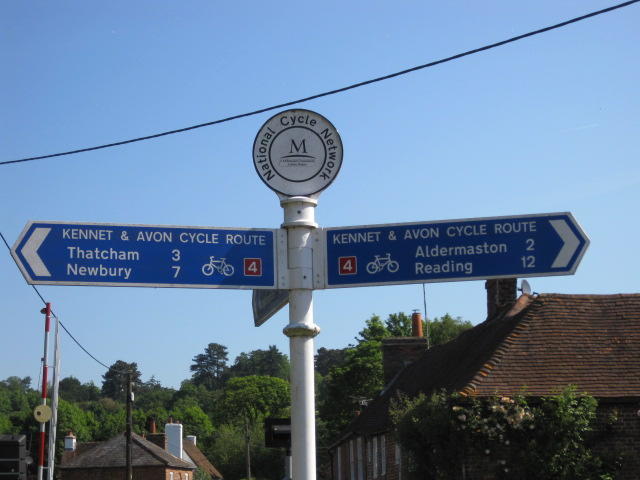 National Cycle Network
M
KENNET & AVON CYCLE ROUTE
Thatcham 3
Newbury 7
4
KENNET & AVON CYCLE ROUTE
Aldermaston 2
4
Reading 12